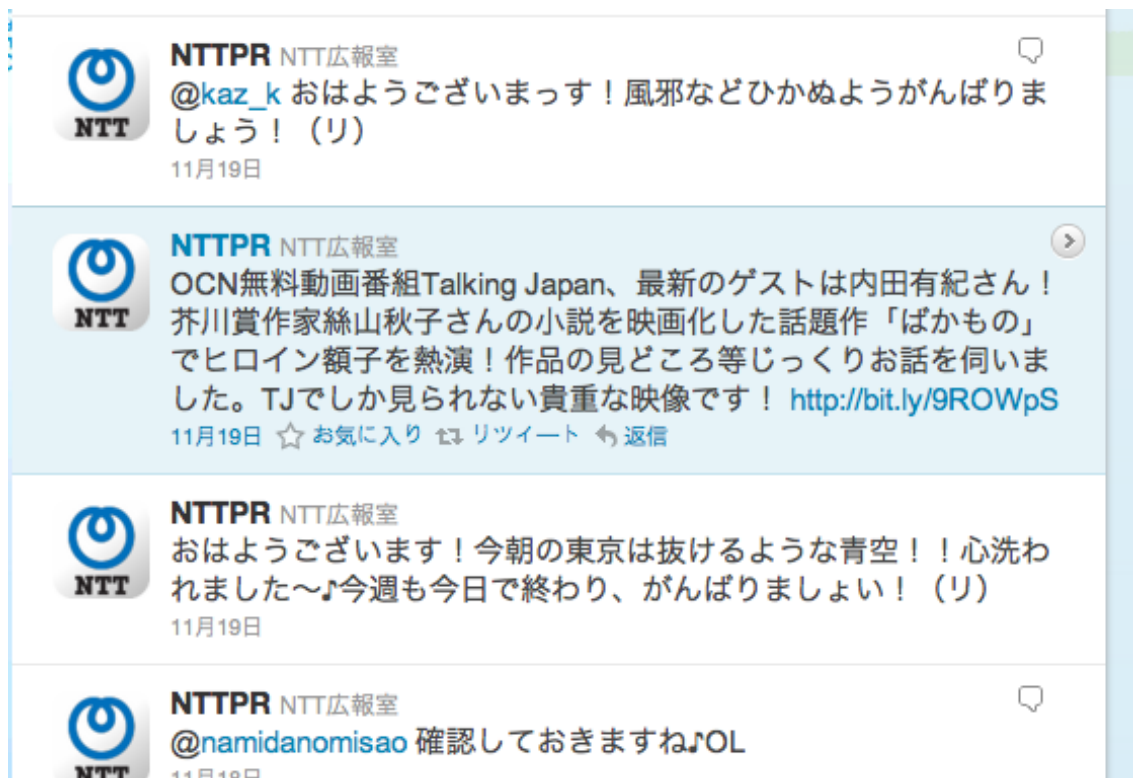 NTTPR NTT広報室
@kaz_k おはようございまっす！風邪などひかぬようがんばりま
しょう！（リ）
NTT
11月19日
NTTPR NTT広報室
OCN無料動画番組Talking Japan、最新のゲストは内田有紀さん！
芥川賞作家絲山秋子さんの小説を映画化した話題作「ばかもの」
でヒロイン額子を熱演！作品の見どころ等じっくりお話を伺いま
した。TJでしか見られない貴重な映像です！ http://bit.ly/9ROWpS
NTT
11月19日 お気に入り リツイート 返信
NTTPR NTT広報室
おはようございます！今朝の東京は抜けるような青空！！心洗わ
れました〜♪今週も今日で終わり、がんばりましょい！（リ）
NTT
11月19日
NTTPR NTT広報室
@namidanomisao 確認しておきますね♪OL
NTT
11月18日